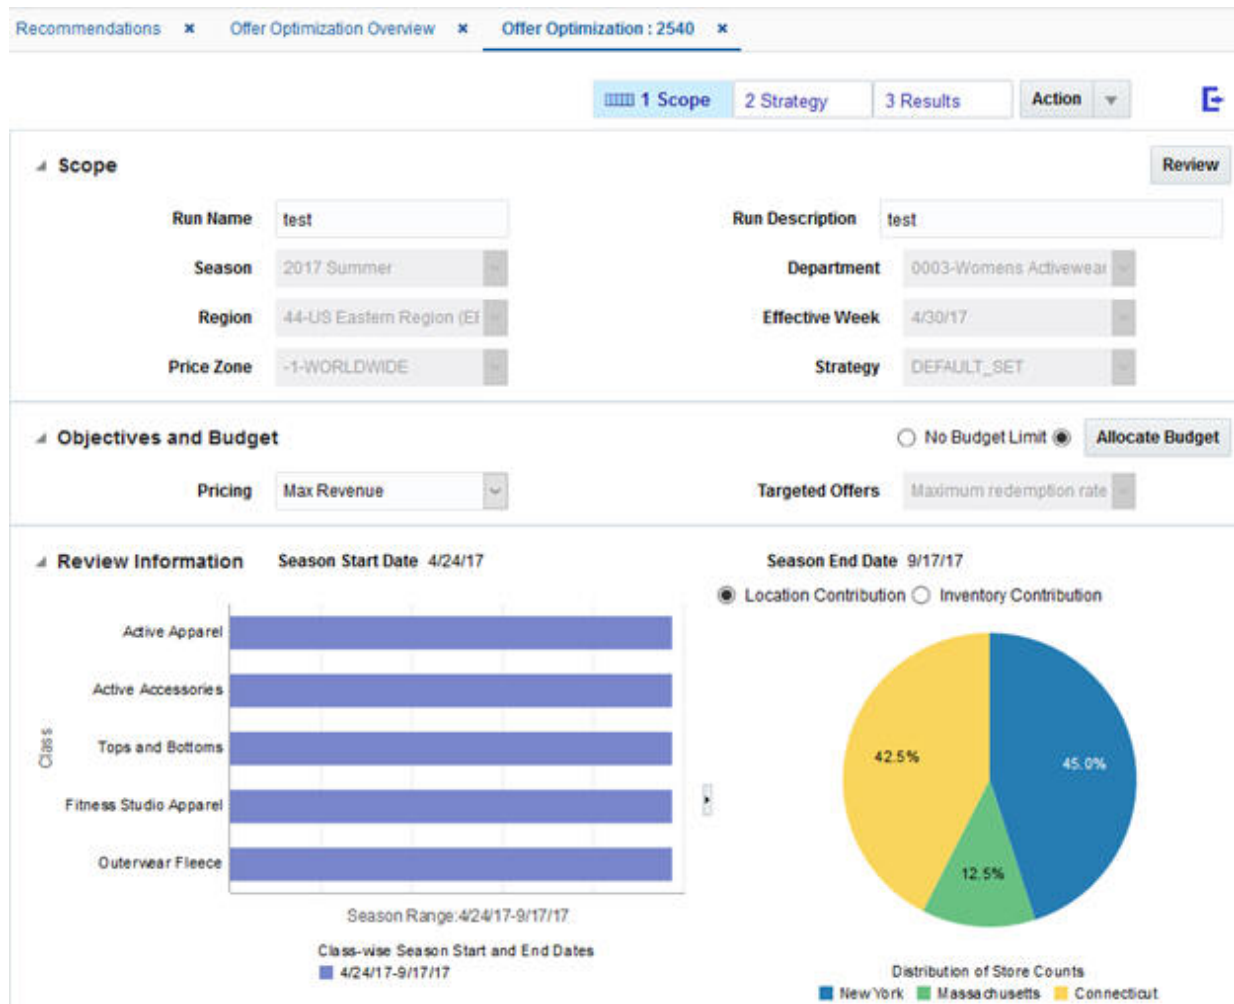 Recommendations × Offer Optimization Overview × Offer Optimization : 2540 ×
1 Scope 2 Strategy 3 Results Action
Scope Review
Run Name test Run Description test
Season 2017 Summer Department 0003-Womens Activewear
Region 44-US Eastern Region (Ef Effective Week 4/30/17
Price Zone -1-WORLDWIDE Strategy DEFAULT_SET
Objectives and Budget No Budget Limit Allocate Budget
Pricing Max Revenue Targeted Offers Maximum redemption rate
Review Information Season Start Date 4/24/17 Season End Date 9/17/17
Location Contribution Inventory Contribution
Class
Active Apparel
Active Accessories
Tops and Bottoms
Fitness Studio Apparel
Outerwear Fleece
Season Range:4/24/17-9/17/17
Class-wise Season Start and End Dates
4/24/17-9/17/17
42.5%
45.0%
12.5%
Distribution of Store Counts
New York Massachusetts Connecticut